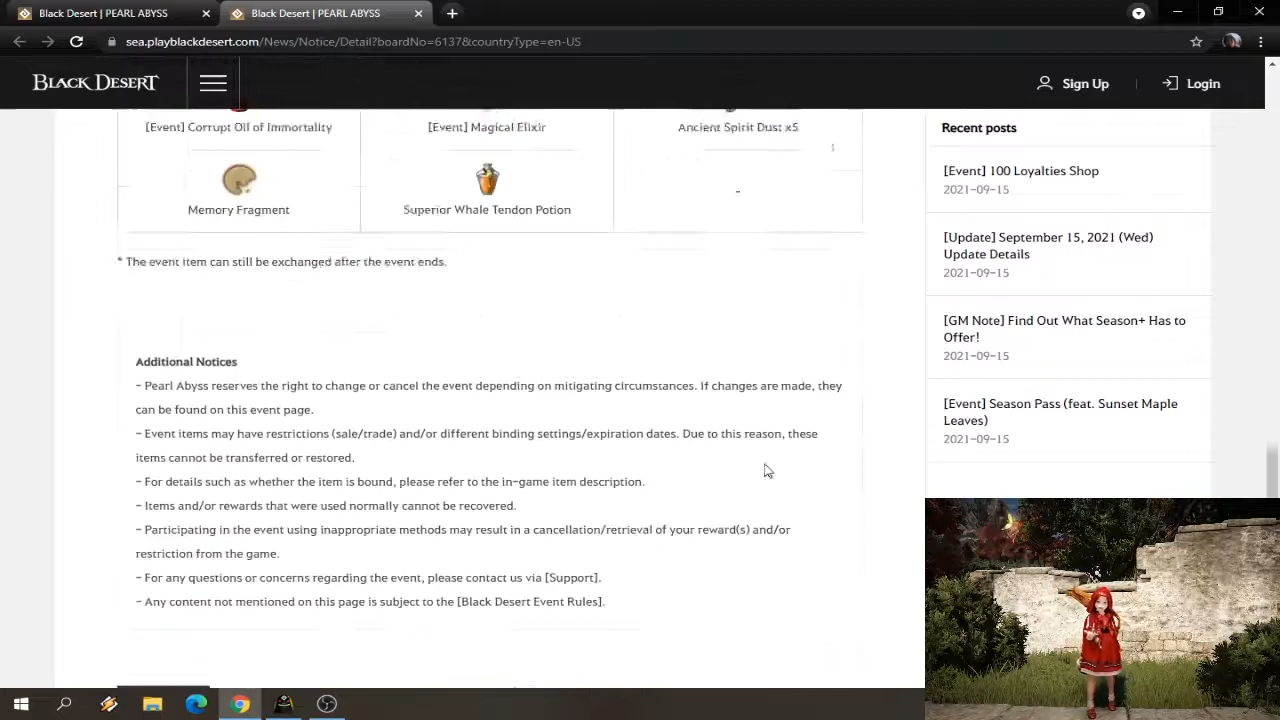 Black Desert | PEARL ABYSS
Black Desert | PEARL ABYSS
sea.playblackdesert.com/News/Notice/Detail?boardNo=6137&countryType=en-US
BLACK DESERT
Sign Up
Login
[Event] Corrupt Oil of Immortality
[Event] Magical Elixir
Ancient Spirit Dust x5
Memory Fragment
Superior Whale Tendon Potion
-
* The event item can still be exchanged after the event ends.
Additional Notices
- Pearl Abyss reserves the right to change or cancel the event depending on mitigating circumstances. If changes are made, they
can be found on this event page.
- Event items may have restrictions (sale/trade) and/or different binding settings/expiration dates. Due to this reason, these
items cannot be transferred or restored.
- For details such as whether the item is bound, please refer to the in-game item description.
- Items and/or rewards that were used normally cannot be recovered.
- Participating in the event using inappropriate methods may result in a cancellation/retrieval of your reward(s) and/or
restriction from the game.
- For any questions or concerns regarding the event, please contact us via [Support].
- Any content not mentioned on this page is subject to the [Black Desert Event Rules].
Recent posts
[Event] 100 Loyalties Shop
2021-09-15
[Update] September 15, 2021 (Wed)
Update Details
2021-09-15
[GM Note] Find Out What Season+ Has to
Offer!
2021-09-15
[Event] Season Pass (feat. Sunset Maple
Leaves)
2021-09-15